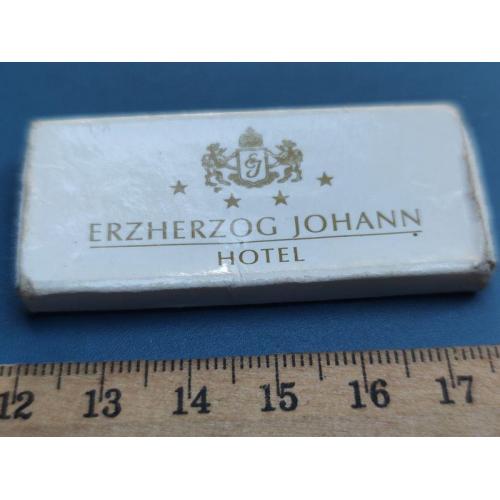 EJ
ERZHERZOG JOHANN
HOTEL
12 13 14 15 16 17